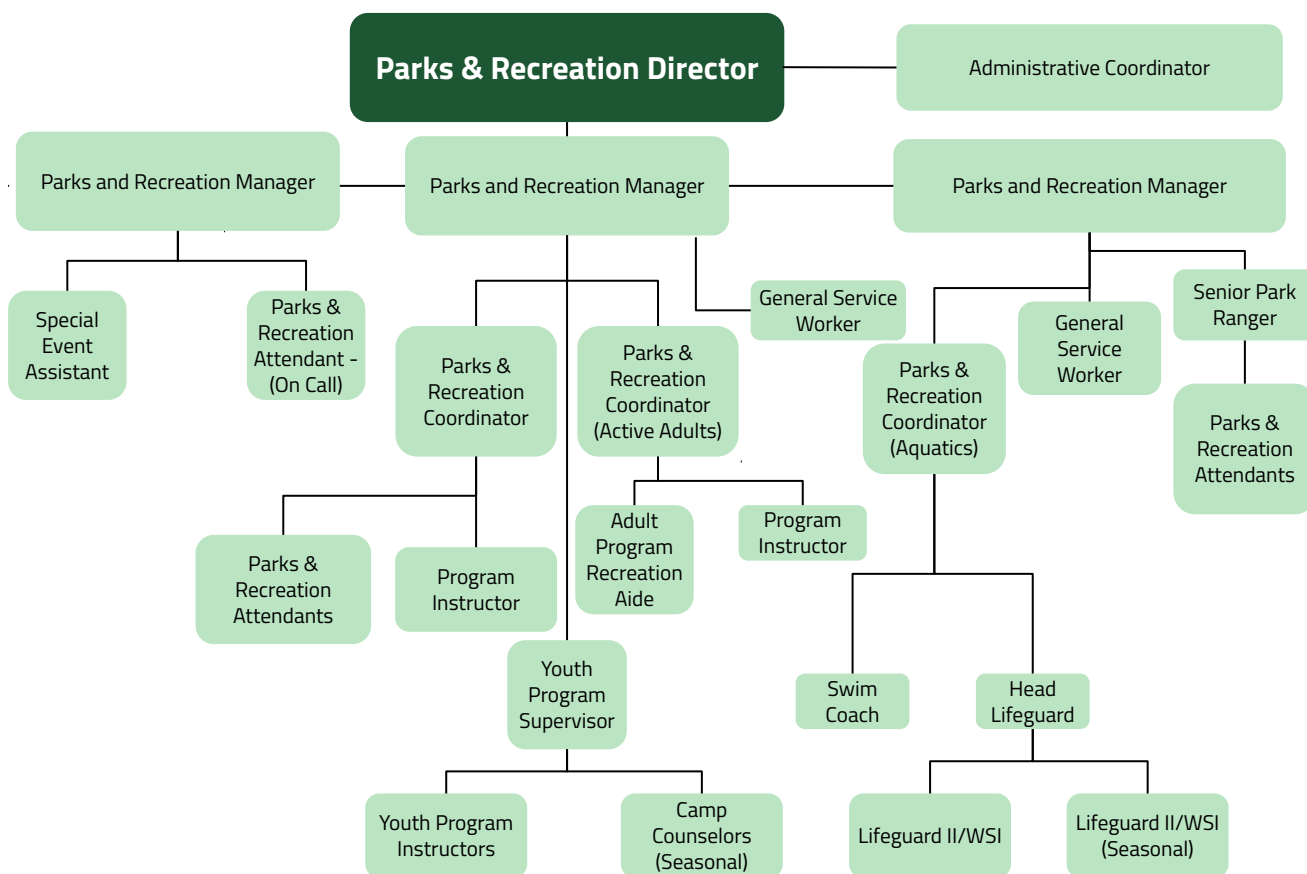 Parks & Recreation Director
Administrative Coordinator
Parks and Recreation Manager
Parks and Recreation Manager
Parks and Recreation Manager
Special
Event
Assistant
Parks &
Recreation
Attendant -
(On Call)
Parks &
Recreation
Coordinator
Parks &
Recreation
Coordinator
(Active Adults)
General Service
Worker
Parks &
Recreation
Coordinator
(Aquatics)
General
Service
Worker
Senior Park
Ranger
Parks &
Recreation
Attendants
Parks &
Recreation
Attendants
Program
Instructor
Adult
Program
Recreation
Aide
Program
Instructor
Youth
Program
Supervisor
Swim
Coach
Head
Lifeguard
Youth Program
Instructors
Camp
Counselors
(Seasonal)
Lifeguard II/WSI
Lifeguard II/WSI
(Seasonal)